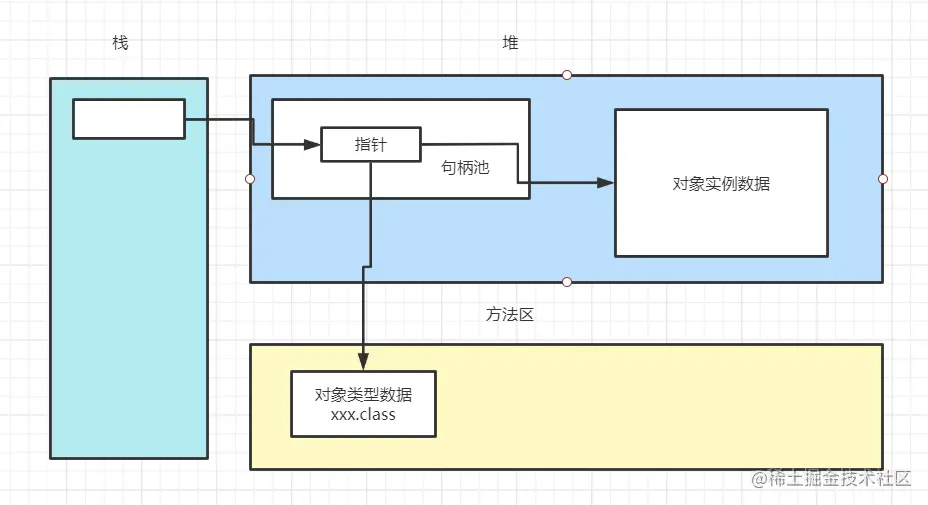 栈
堆
指针
句柄池
对象实例数据
方法区
对象类型数据
xxx.class
@稀土掘金技术社区